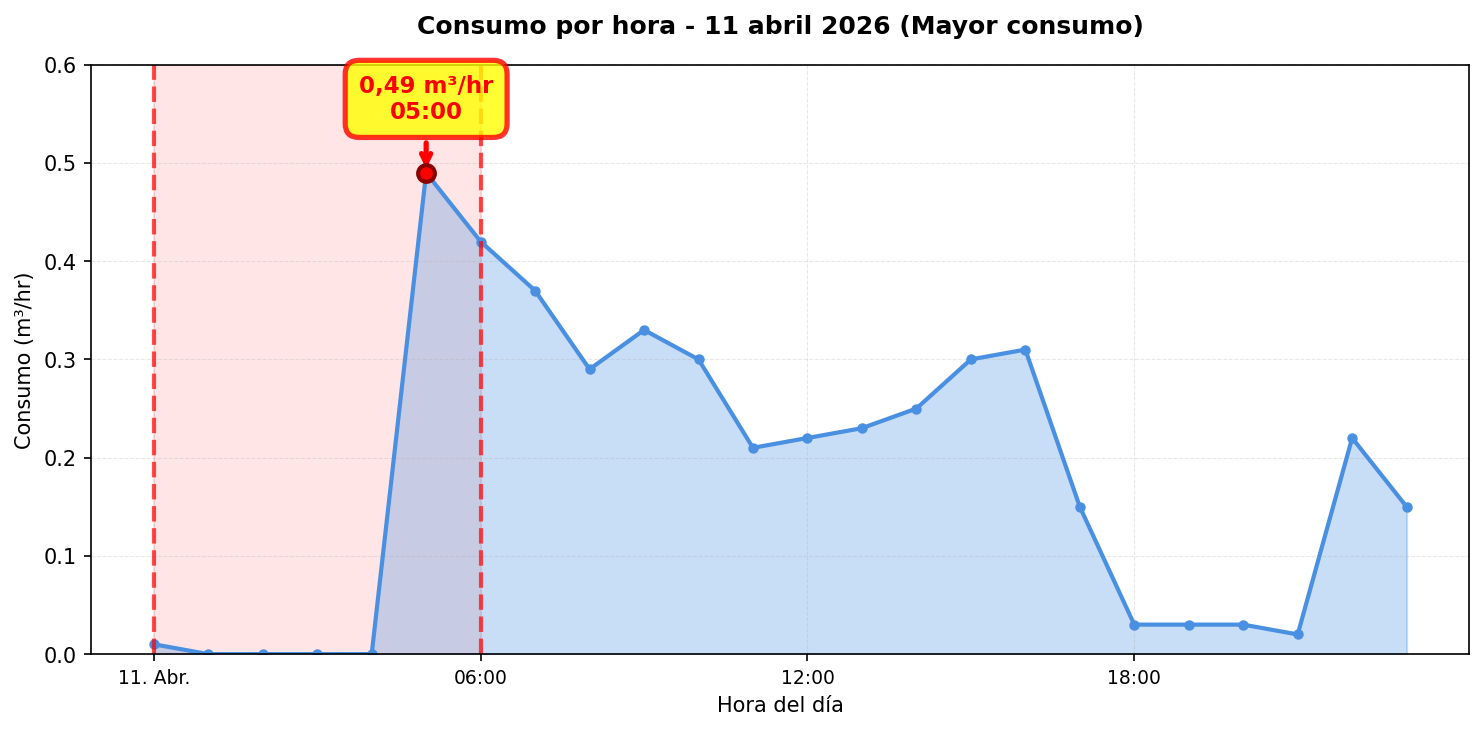 Consumo por hora - 11 abril 2026 (Mayor consumo)
0,49 m³/hr
05:00
Consumo (m³/hr)
0.6
0.5
0.4
0.3
0.2
0.1
0.0
11. Abr.
06:00
12:00
18:00
Hora del día